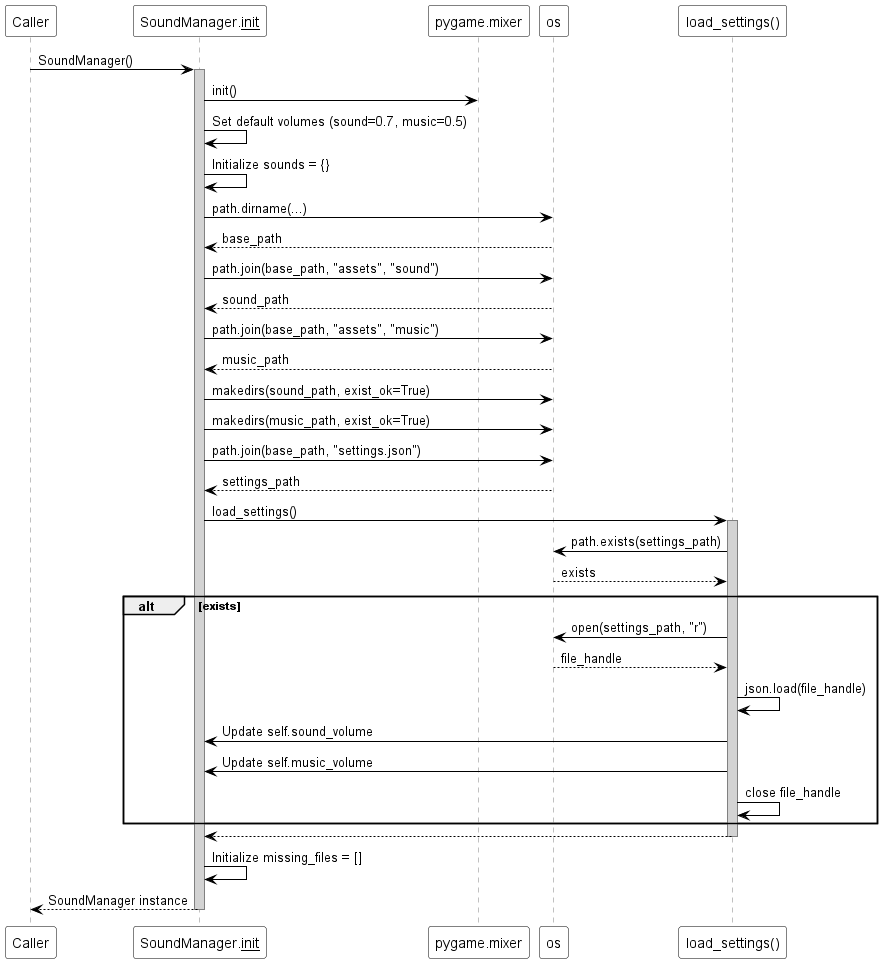 Caller SoundManager.init pygame.mixer os load_settings()
SoundManager()
init()
Set default volumes (sound=0.7, music=0.5)
Initialize sounds = {}
path.dirname(...)
base_path
path.join(base_path, "assets", "sound")
sound_path
path.join(base_path, "assets", "music")
music_path
makedirs(sound_path, exist_ok=True)
makedirs(music_path, exist_ok=True)
path.join(base_path, "settings.json")
settings_path
load_settings()
path.exists(settings_path)
exists
alt [exists]
open(settings_path, "r")
file_handle
json.load(file_handle)
Update self.sound_volume
Update self.music_volume
close file_handle
Initialize missing_files = []
SoundManager instance
Caller SoundManager.init pygame.mixer os load_settings()